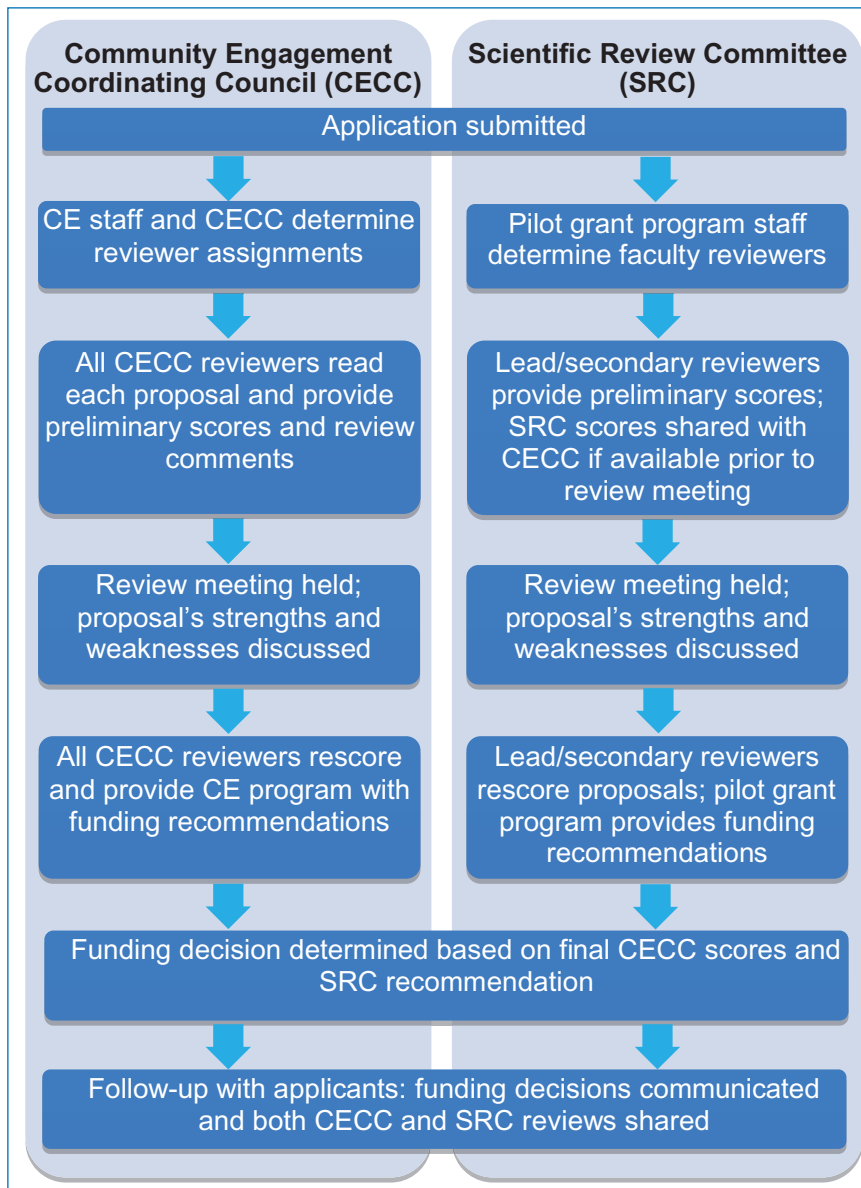 Community Engagement
Coordinating Council (CECC)
Scientific Review Committee
(SRC)
Application submitted
CE staff and CECC determine
reviewer assignments
Pilot grant program staff
determine faculty reviewers
All CECC reviewers read
each proposal and provide
preliminary scores and review
comments
Lead/secondary reviewers
provide preliminary scores;
SRC scores shared with
CECC if available prior to
review meeting
Review meeting held;
proposal’s strengths and
weaknesses discussed
Review meeting held;
proposal’s strengths and
weaknesses discussed
All CECC reviewers rescore
and provide CE program with
funding recommendations
Lead/secondary reviewers
rescore proposals; pilot grant
program provides funding
recommendations
Funding decision determined based on final CECC scores and
SRC recommendation
Follow-up with applicants: funding decisions communicated
and both CECC and SRC reviews shared